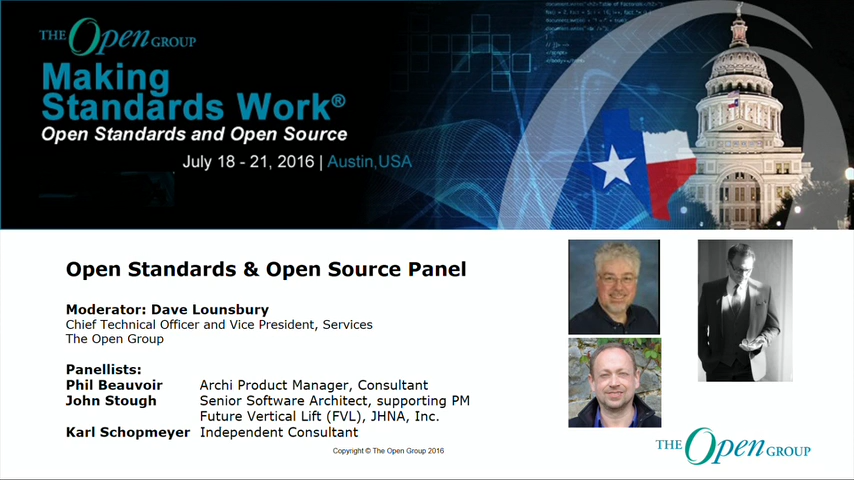 THE Open GROUP
Making
Standards Work®
Open Standards and Open Source
July 18 - 21, 2016 | Austin,USA
Open Standards & Open Source Panel
Moderator: Dave Lounsbury
Chief Technical Officer and Vice President, Services
The Open Group
Panellists:
Phil Beauvoir Archi Product Manager, Consultant
John Stough Senior Software Architect, supporting PM
Future Vertical Lift (FVL), JHNA, Inc.
Karl Schopmeyer Independent Consultant
Copyright © The Open Group 2016
THE Open GROUP